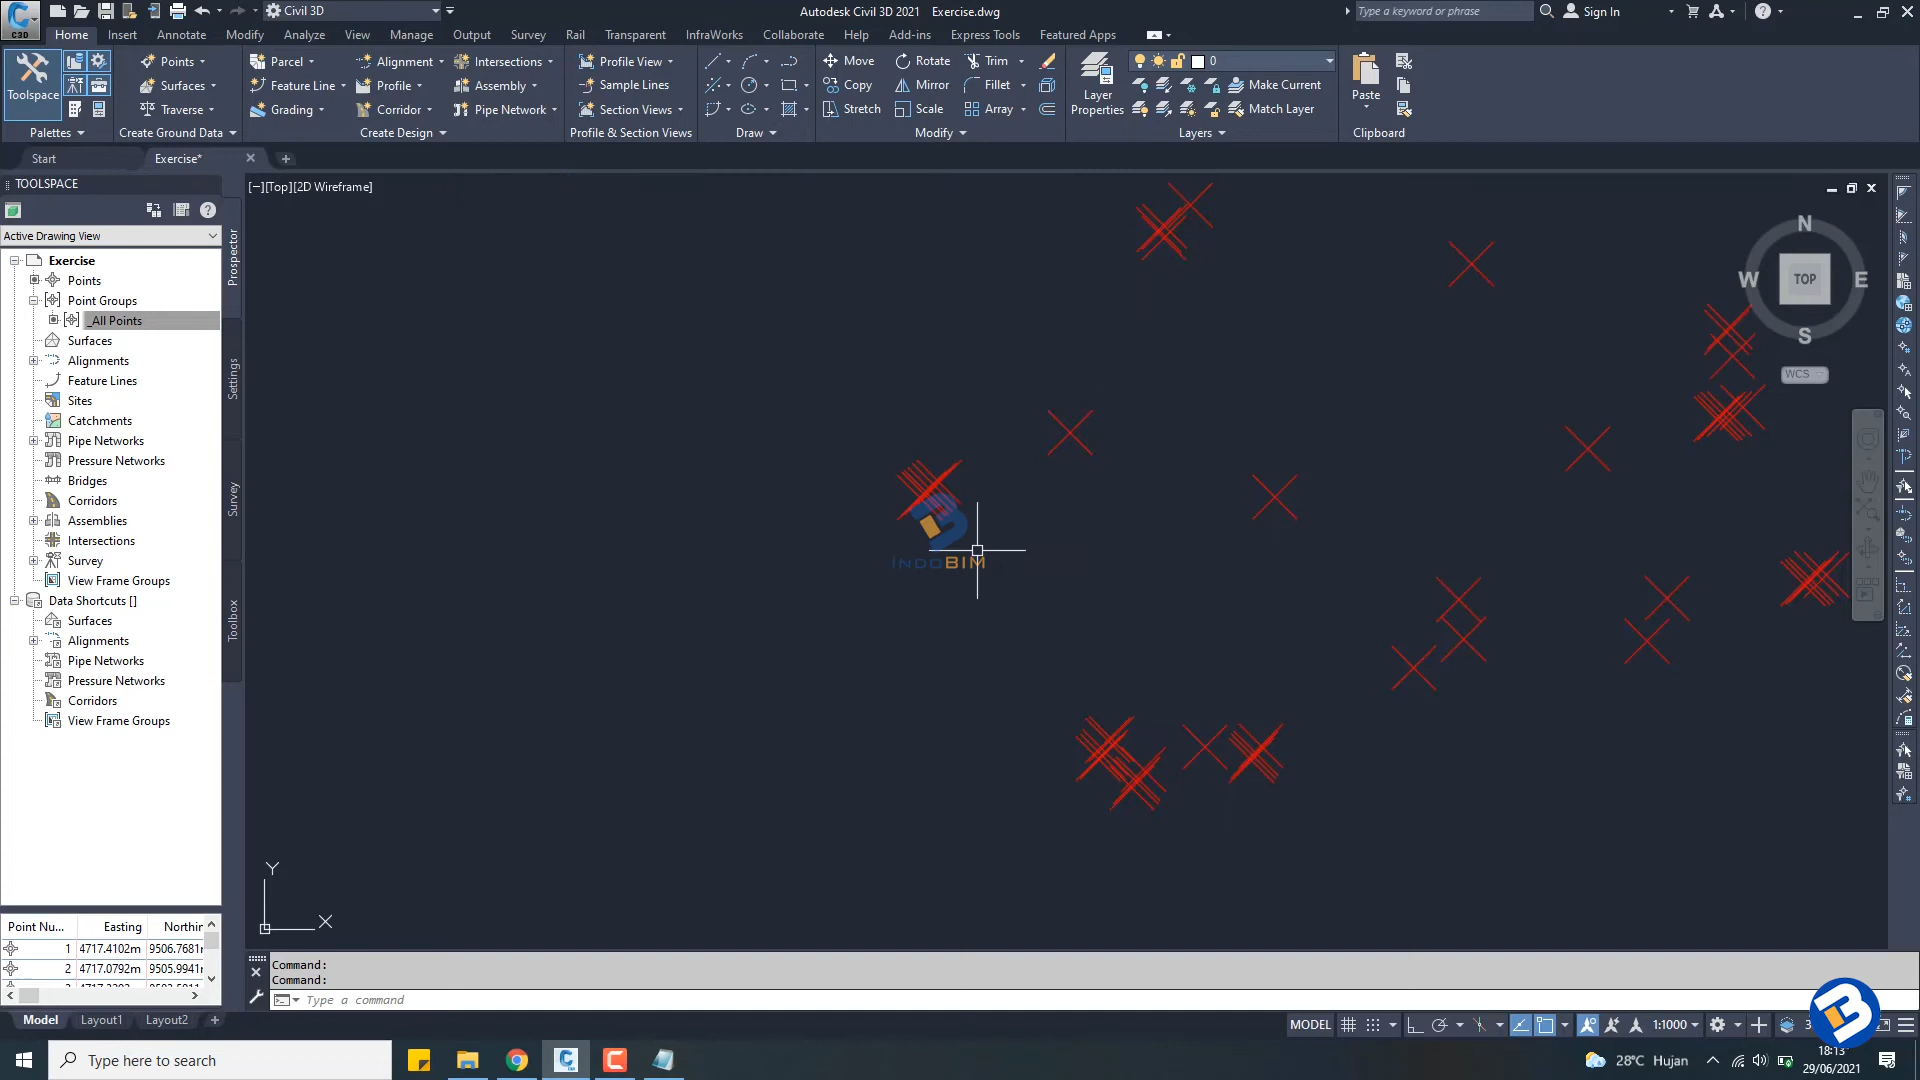 Civil 3D
Autodesk Civil 3D 2021 Exercise.dwg
Type a keyword or phrase
Sign In
Home Insert Annotate Modify Analyze View Manage Output Survey Rail Transparent InfraWorks Collaborate Help Add-ins Express Tools Featured Apps
Toolspace
Points
Surfaces
Traverse
Parcel
Feature Line
Grading
Alignment
Profile
Corridor
Intersections
Assembly
Pipe Network
Profile View
Sample Lines
Section Views
Move
Copy
Stretch
Rotate
Mirror
Scale
Trim
Fillet
Array
Layer
Properties
0
Make Current
Match Layer
Paste
Palettes Create Ground Data Create Design Profile & Section Views Draw Modify Layers Clipboard
Start Exercise*
TOOLSPACE
Active Drawing View
Exercise
Points
Point Groups
_All Points
Surfaces
Alignments
Feature Lines
Sites
Catchments
Pipe Networks
Pressure Networks
Bridges
Corridors
Assemblies
Intersections
Survey
View Frame Groups
Data Shortcuts []
Surfaces
Alignments
Pipe Networks
Pressure Networks
Corridors
View Frame Groups
Prospector
Settings
Survey
Toolbox
Point Nu... Easting Northir
1 4717.4102m 9506.7681
2 4717.0792m 9505.9941
[−][Top][2D Wireframe]
N
W TOP E
S
WCS
INDOBIM
Y
X
Command:
Command:
Type a command
Model Layout1 Layout2
MODEL 1:1000
Type here to search
28°C Hujan
18:13
29/06/2021